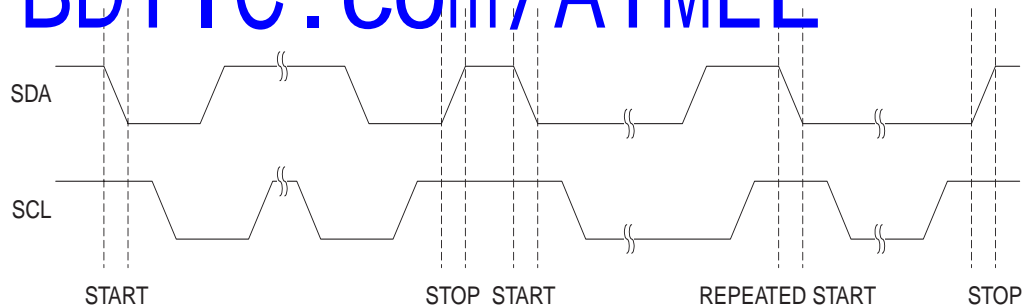 BDTIC.com/ATMEL
SDA
SCL
START STOP START REPEATED START STOP